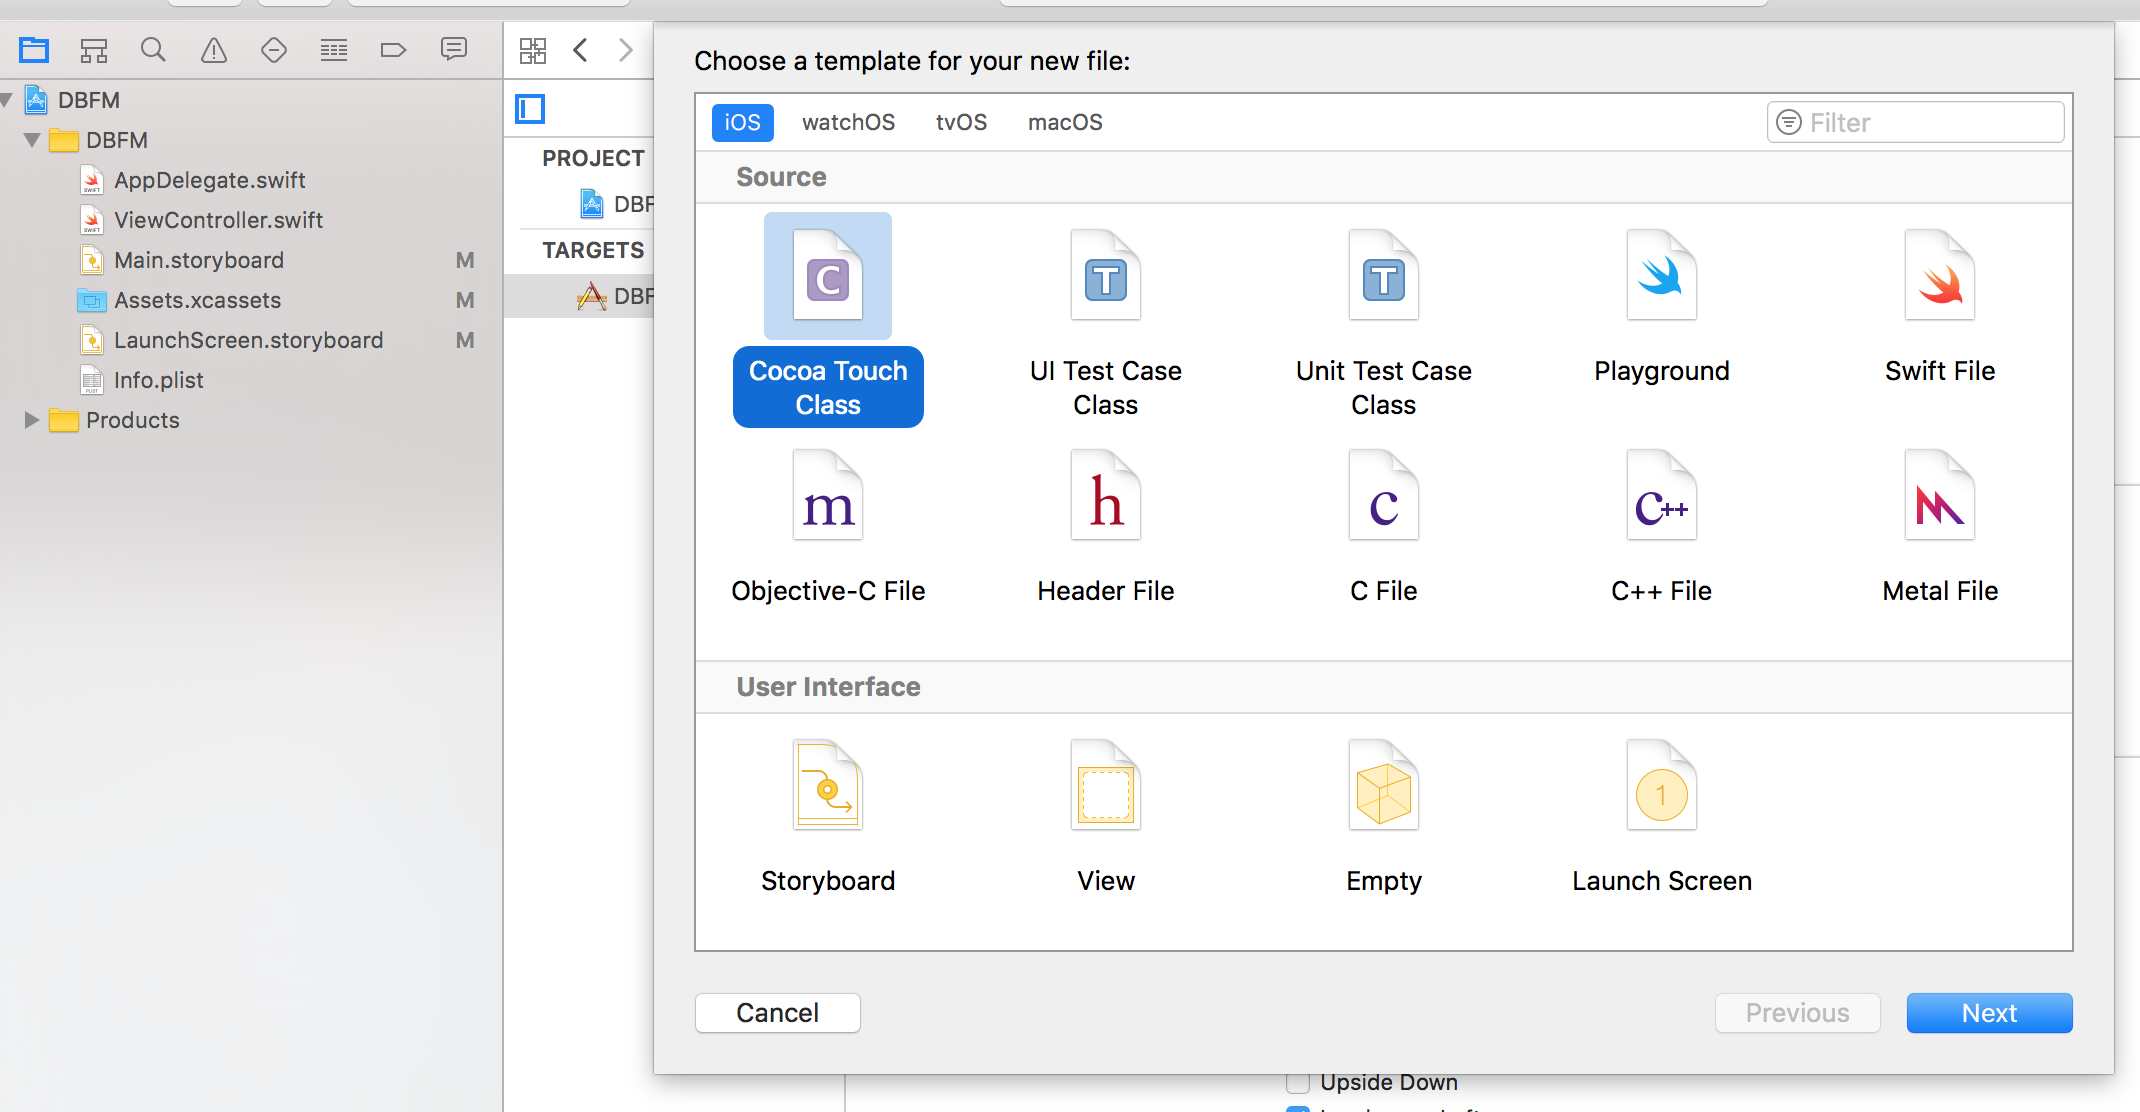 DBFM
DBFM
AppDelegate.swift
ViewController.swift
Main.storyboard M
Assets.xcassets M
LaunchScreen.storyboard M
Info.plist
Products
PROJECT
DBF
TARGETS
DBF
Choose a template for your new file:
iOS watchOS tvOS macOS
Filter
Source
Cocoa Touch Class
UI Test Case Class
Unit Test Case Class
Playground
Swift File
Objective-C File
Header File
C File
C++ File
Metal File
User Interface
Storyboard
View
Empty
Launch Screen
Cancel
Previous
Next
Upside Down